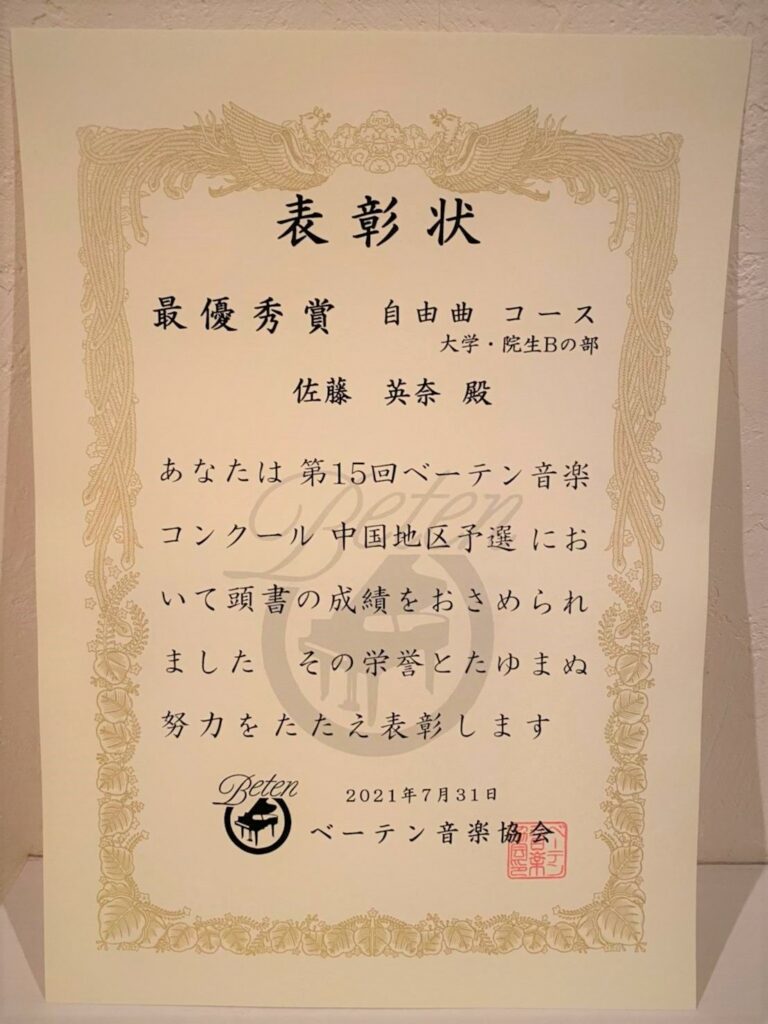 表彰状
最優秀賞 自由曲 コース
大学・院生Bの部
佐藤 英奈 殿
あなたは 第15回ベーテン音楽
コンクール 中国地区予選 にお
いて頭書の成績をおさめられ
ました その栄誉とたゆまぬ
努力をたたえ表彰します
Beten
Beten
2021年7月31日
ベーテン音楽協会